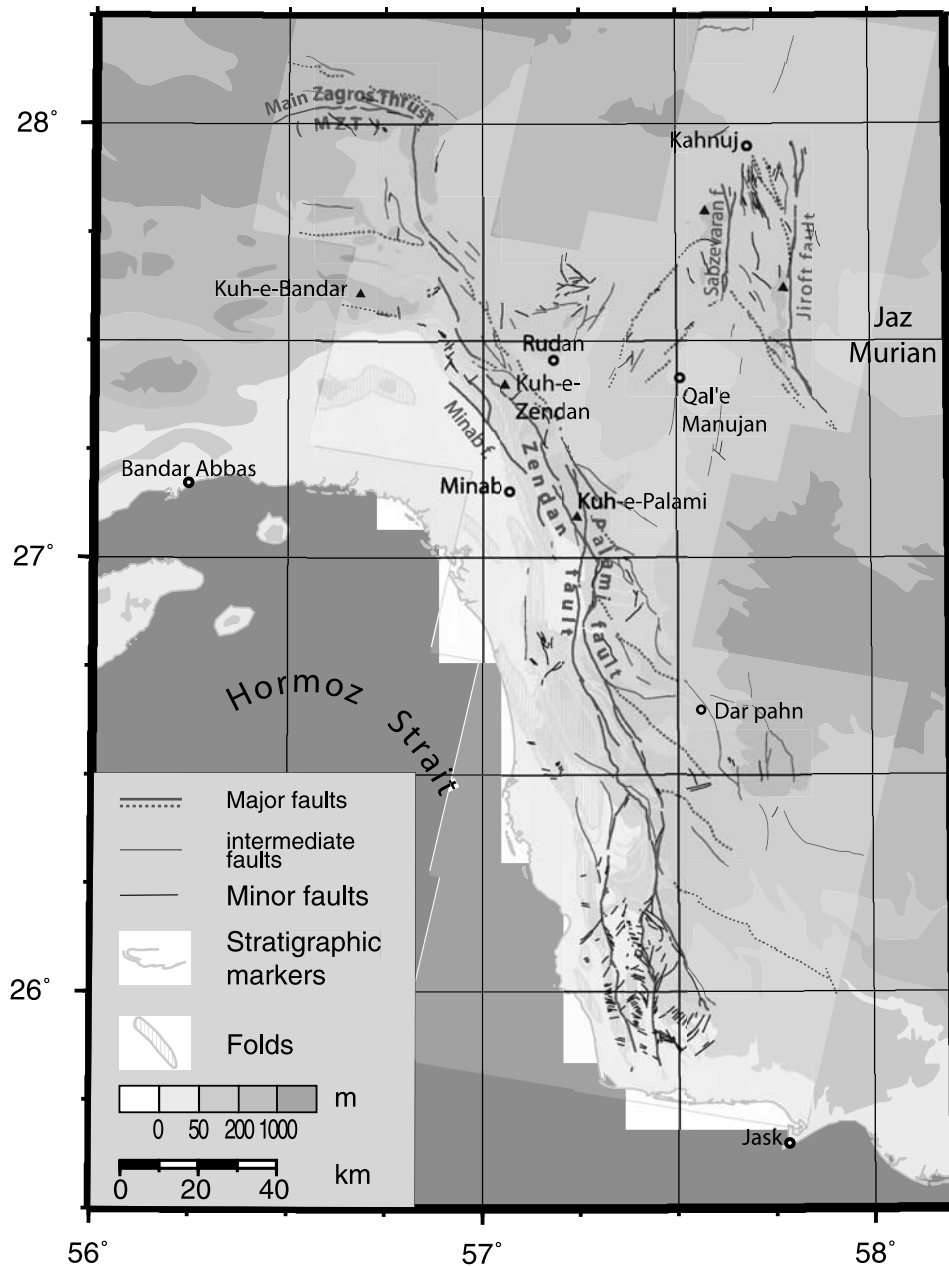 28˚
Main Zagros Thrust
( M Z T )
Kahnuj
Sabzevaran f.
Jiroft fault
Kuh-e-Bandar
Jaz
Murian
Rudan
Kuh-e-
Zendan
Qal'e
Manujan
Minab f.
Bandar Abbas
Minab
Zendan fault
Kuh-e-Palami
Palami fault
27˚
Hormoz Strait
Dar pahn
Major faults
intermediate
faults
Minor faults
Stratigraphic
markers
26˚
Folds
m
0 50 200 1000
km
0 20 40
Jask
56˚ 57˚ 58˚